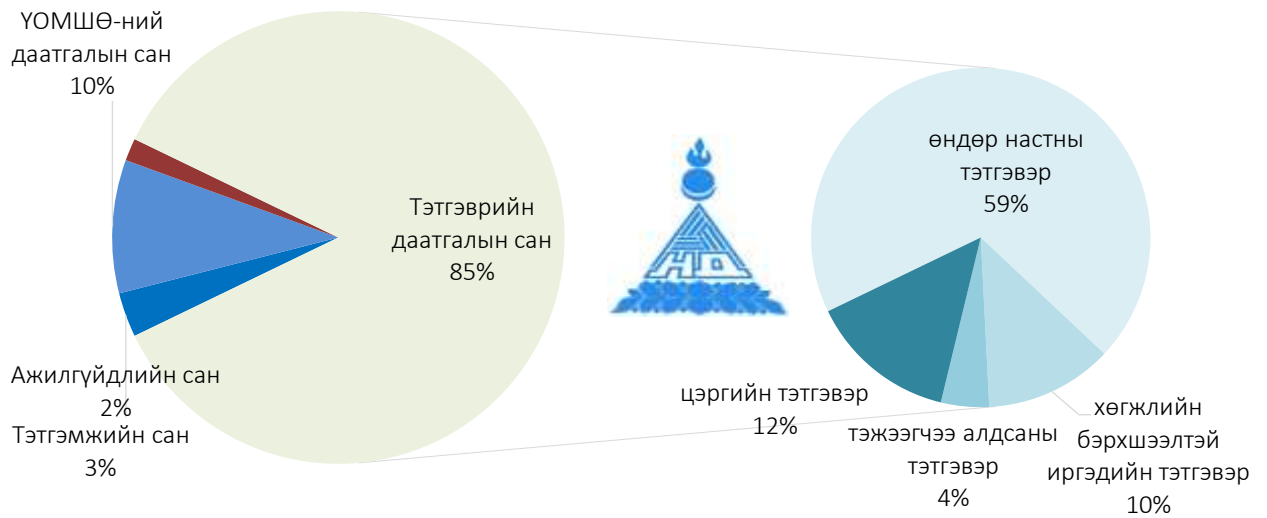 ҮОМШӨ-ний
даатгалын сан
10%
Тэтгэврийн
даатгалын сан
85%
Ажилгүйдлийн сан
2%
Тэтгэмжийн сан
3%
НД
өндөр настны
тэтгэвэр
59%
цэргийн тэтгэвэр
12%
тэжээгчээ алдсаны
тэтгэвэр
4%
хөгжлийн
бэрхшээлтэй
иргэдийн тэтгэвэр
10%